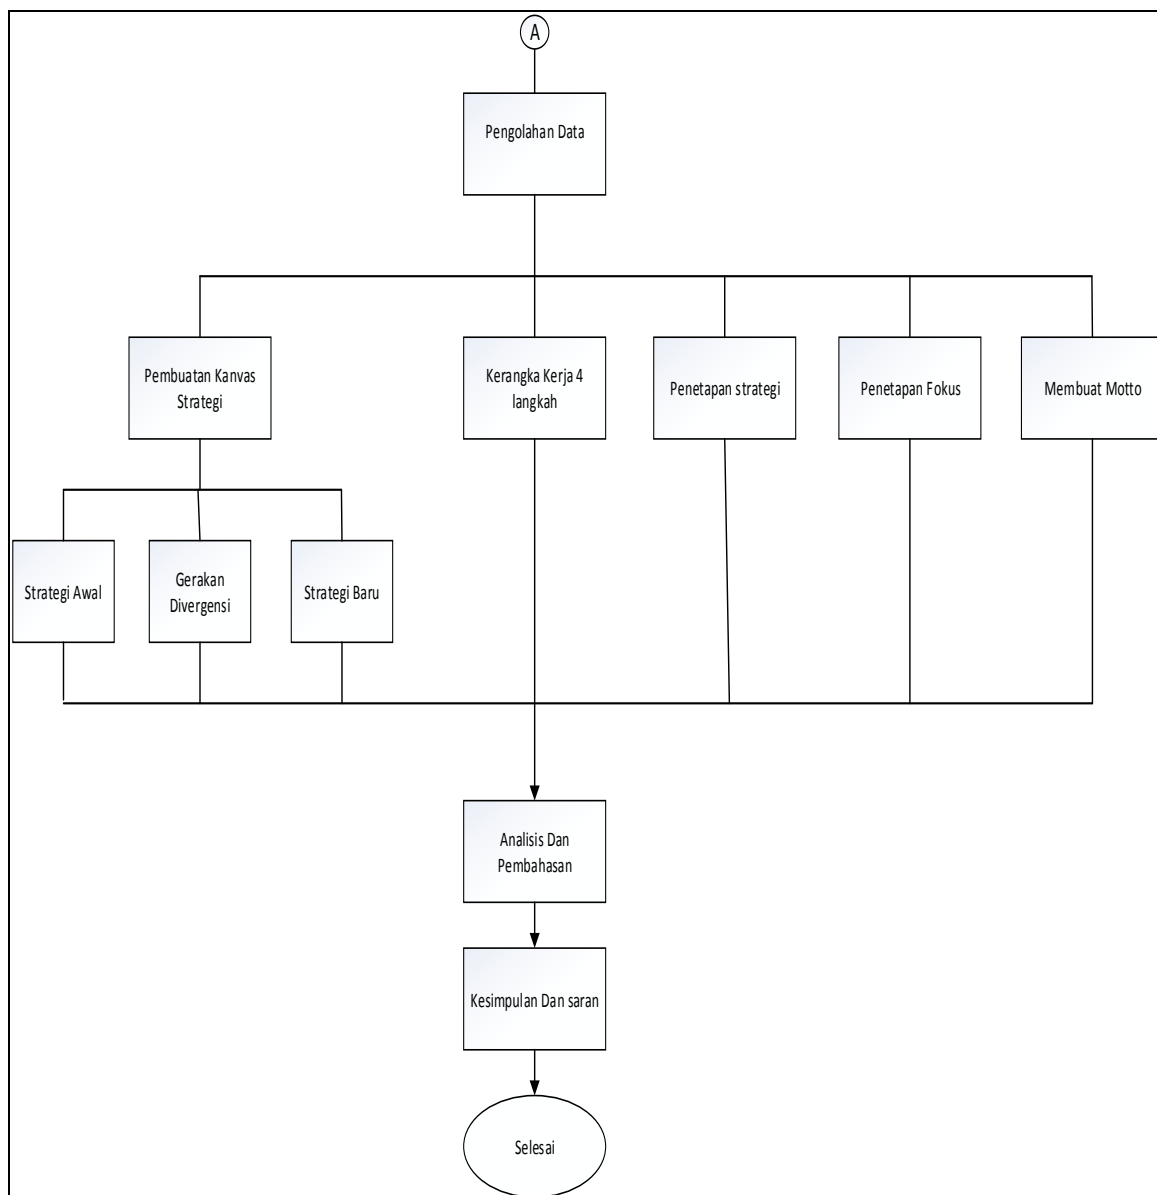 A
Pengolahan Data
Pembuatan Kanvas
Strategi
Kerangka Kerja 4
langkah
Penetapan strategi
Penetapan Fokus
Membuat Motto
Strategi Awal
Gerakan
Divergensi
Strategi Baru
Analisis Dan
Pembahasan
Kesimpulan Dan saran
Selesai